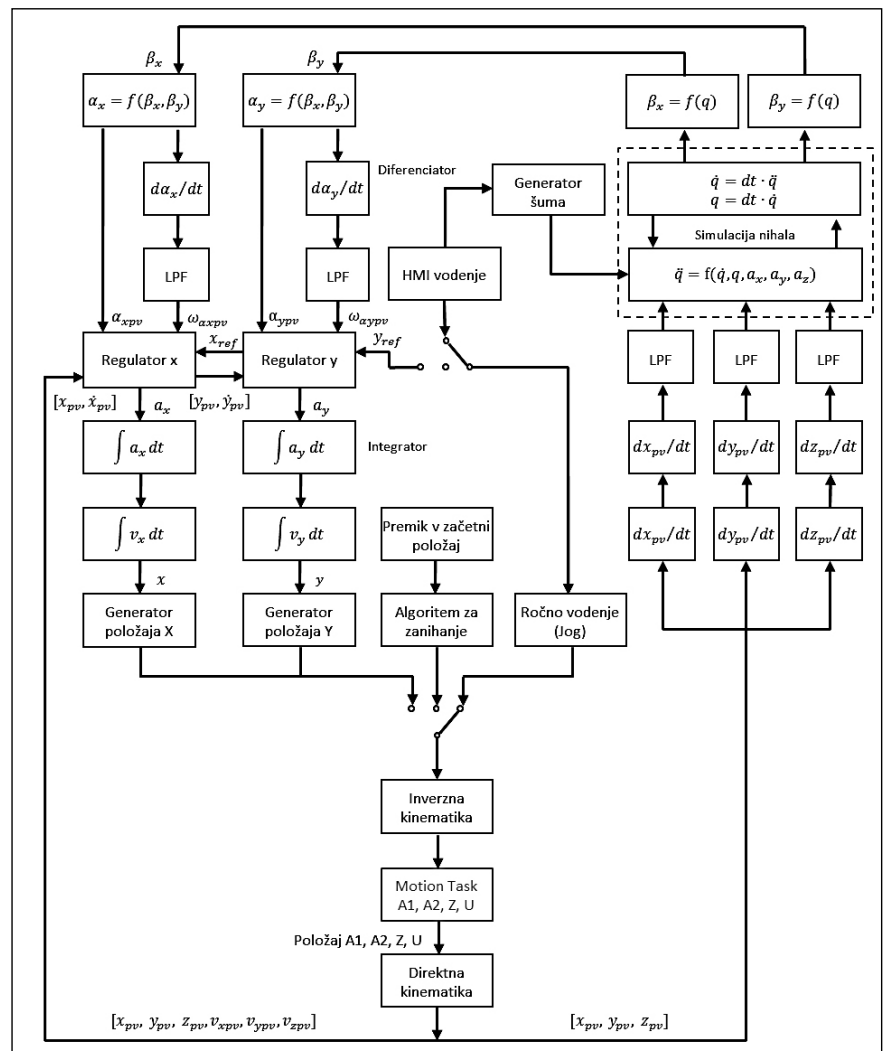 β_x
β_y
α_x = f(β_x, β_y)
α_y = f(β_x, β_y)
β_x = f(q)
β_y = f(q)
dα_x/dt
dα_y/dt
Diferenciator
Generator
šuma
q̇ = dt · q̈
q = dt · q̇
Simulacija nihala
LPF
LPF
HMI vodenje
q̈ = f(q̇, q, a_x, a_y, a_z)
α_xpv
ω_αxpv
α_ypv
ω_αypv
x_ref
y_ref
Regulator x
Regulator y
LPF
LPF
LPF
[x_pv, ẋ_pv]
a_x
[y_pv, ẏ_pv]
a_y
∫ a_x dt
∫ a_y dt
Integrator
dx_pv/dt
dy_pv/dt
dz_pv/dt
∫ v_x dt
∫ v_y dt
Premik v začetni
položaj
dx_pv/dt
dy_pv/dt
dz_pv/dt
x
y
Generator
položaja X
Generator
položaja Y
Algoritem za
zanihanje
Ročno vodenje
(Jog)
Inverzna
kinematika
Motion Task
A1, A2, Z, U
Položaj A1, A2, Z, U
Direktna
kinematika
[x_pv, y_pv, z_pv, v_xpv, v_ypv, v_zpv]
[x_pv, y_pv, z_pv]